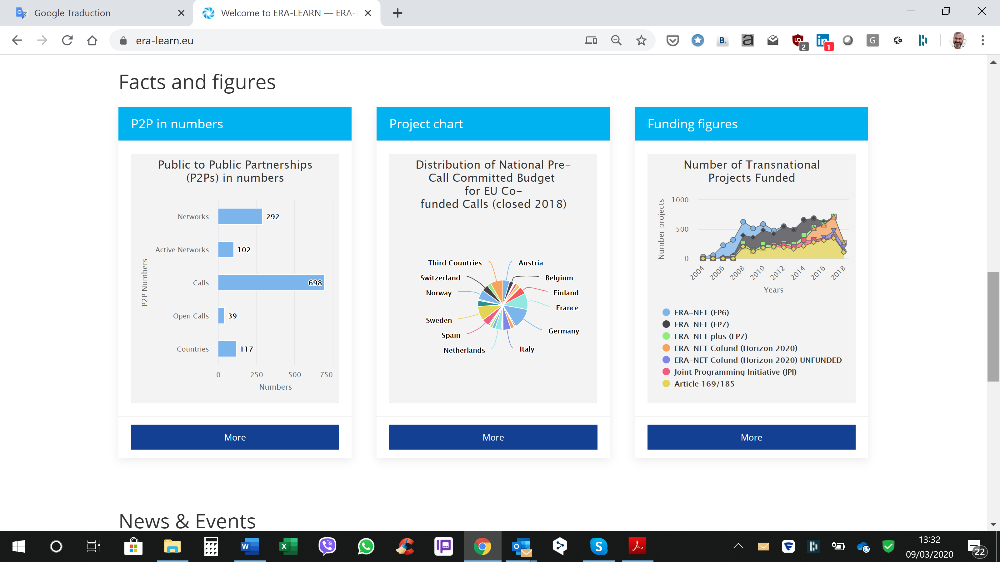 Google Traduction
Welcome to ERA-LEARN — ERA-
era-learn.eu
B.
a
2
in
1
G
Facts and figures
P2P in numbers
Public to Public Partnerships
(P2Ps) in numbers
P2P Numbers
Networks
292
Active Networks
102
Calls
698
Open Calls
39
Countries
117
0
250
500
750
Numbers
More
Project chart
Distribution of National Pre-
Call Committed Budget
for EU Co-
funded Calls (closed 2018)
Third Countries
Austria
Switzerland
Belgium
Norway
Finland
France
Sweden
Germany
Spain
Netherlands
Italy
More
Funding figures
Number of Transnational
Projects Funded
Number projects
1000
500
0
2004
2006
2008
2010
2012
2014
2016
2018
Years
ERA-NET (FP6)
ERA-NET (FP7)
ERA-NET plus (FP7)
ERA-NET Cofund (Horizon 2020)
ERA-NET Cofund (Horizon 2020) UNFUNDED
Joint Programming Initiative (JPI)
Article 169/185
More
News & Events
W
X
O
S
13:32
09/03/2020
22